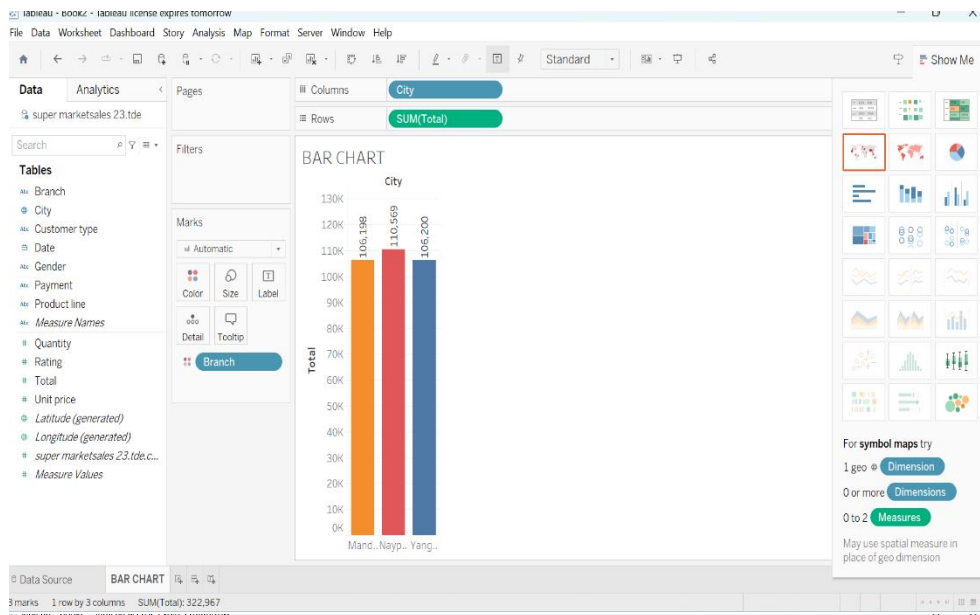 Tableau - Book2 - Tableau license expires tomorrow
File Data Worksheet Dashboard Story Analysis Map Format Server Window Help
Standard
Show Me
Data Analytics
super marketsales 23.tde
Search
Tables
Abc Branch
City
Abc Customer type
Date
Abc Gender
Abc Payment
Abc Product line
Abc Measure Names
# Quantity
# Rating
# Total
# Unit price
Latitude (generated)
Longitude (generated)
# super marketsales 23.tde.c...
# Measure Values
Pages
Filters
Marks
Automatic
Color Size Label
Detail Tooltip
Branch
Columns City
Rows SUM(Total)
BAR CHART
City
130K
120K
110K
100K
90K
80K
70K
60K
50K
40K
30K
20K
10K
0K
Total
106,198
110,569
106,200
Mand.. Nayp.. Yang..
For symbol maps try
1 geo Dimension
0 or more Dimensions
0 to 2 Measures
May use spatial measure in
place of geo dimension
Data Source BAR CHART
3 marks 1 row by 3 columns SUM(Total): 322,967